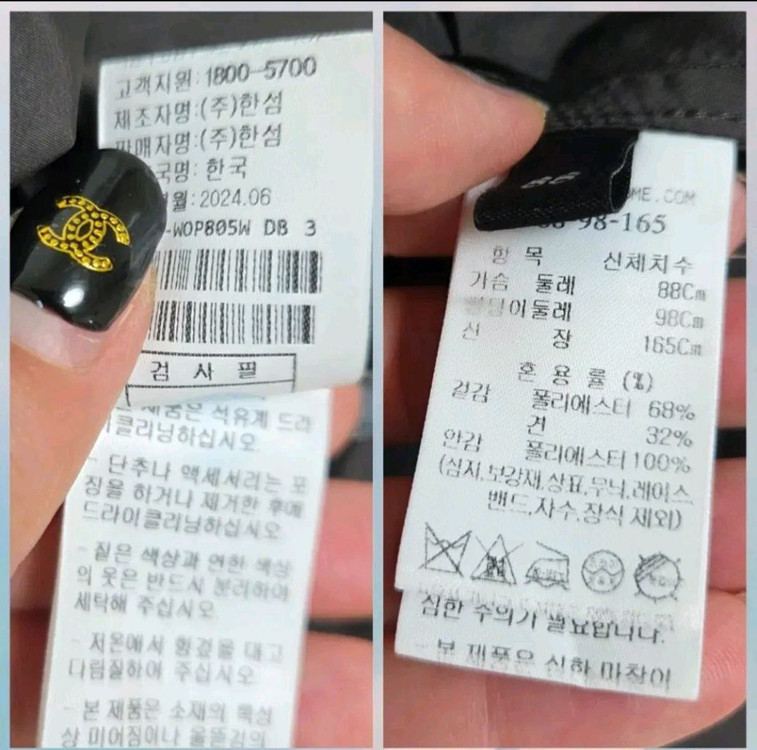 고객지원:1800-5700
제조자명:(주)한섬
판매자명:(주)한섬
국명:한국
월:2024.06
-WOP805W DB 3
검 사 필
제품은 석유계 드라
이클리닝하십시오.
- 단추나 액세서리는 포
장을 하거나 제거한 후에
드라이클리닝하십시오.
- 짙은 색상과 연한 색상
의 옷은 반드시 분리하여
세탁해 주십시오
- 저온에서 헝겊을 대고
다림질하여 주십시오.
- 본 제품은 소재의 특성
상 미어짐이나 올뜯김의
66
ME.COM
88-98-165
항 목 신체치수
가슴 둘레 88Cm
엉덩이둘레 98Cm
신 장 165Cm
혼 용 률 (%)
겉감 폴리에스터 68%
견 32%
안감 폴리에스터 100%
(심지,보강재,상표,무늬,레이스
밴드,자수,장식 제외)
심한 주의가 필요합니다.
- 본 제품은 심한 마찰이